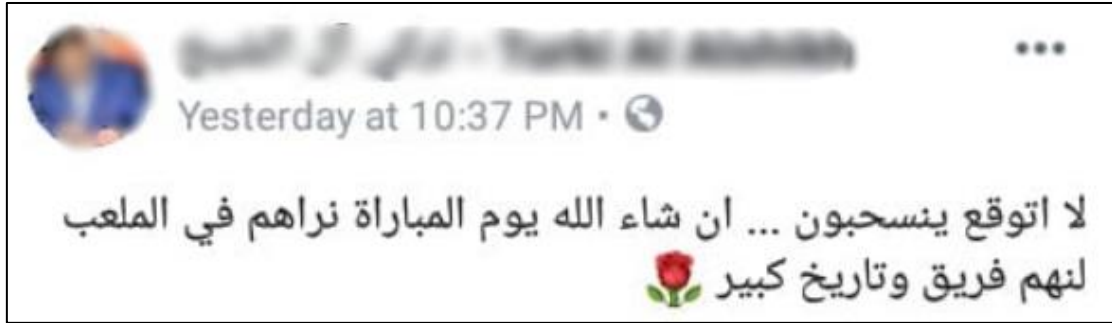 Yesterday at 10:37 PM ·
لا اتوقع ينسحبون ... ان شاء الله يوم المباراة نراهم في الملعب
لنهم فريق وتاريخ كبير 🌹